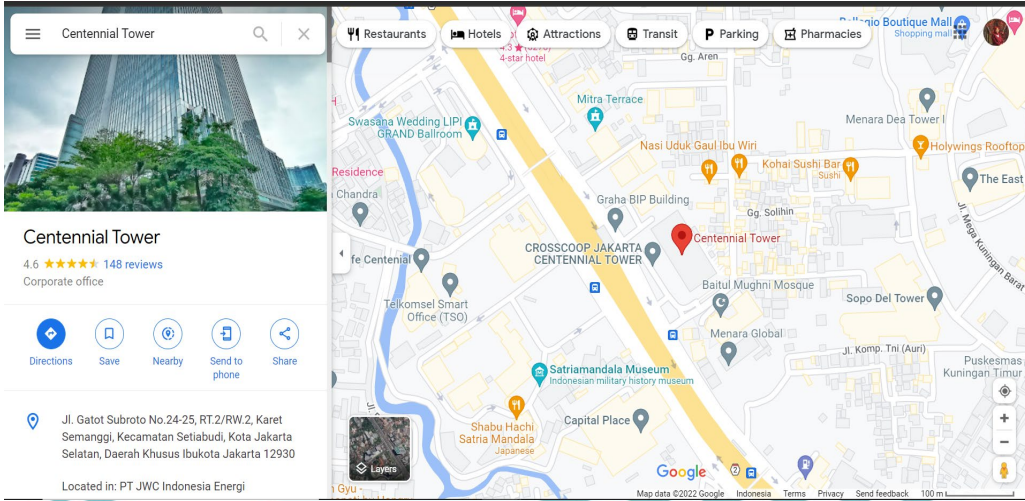 Centennial Tower
Centennial Tower
4.6
148 reviews
Corporate office
Directions
Save
Nearby
Send to
phone
Share
Jl. Gatot Subroto No.24-25, RT.2/RW.2, Karet
Semanggi, Kecamatan Setiabudi, Kota Jakarta
Selatan, Daerah Khusus Ibukota Jakarta 12930
Located in: PT JWC Indonesia Energi
Restaurants
Hotels
Attractions
Transit
Parking
Pharmacies
Boutique Mall
Shopping mall
4-star hotel
Gg. Aren
Mitra Terrace
Menara Dea Tower I
Swasana Wedding LIPI
GRAND Ballroom
Nasi Uduk Gaul Ibu Wiri
Holywings Rooftop
Kohai Sushi Bar
Sushi
Residence
The East
Chandra
Graha BIP Building
Gg. Solihin
Jl. Mega Kuningan Barat
Centennial Tower
CROSSCOOP JAKARTA
CENTENNIAL TOWER
fe Centenial
Baitul Mughni Mosque
Telkomsel Smart
Office (TSO)
Sopo Del Tower
Menara Global
Jl. Komp. Tni (Auri)
Puskesmas
Kuningan Timur
Satriamandala Museum
Indonesian military history museum
Shabu Hachi
Satria Mandala
Japanese
Capital Place
Layers
Google
Map data ©2022 Google
Indonesia
Terms
Privacy
Send feedback
100 m